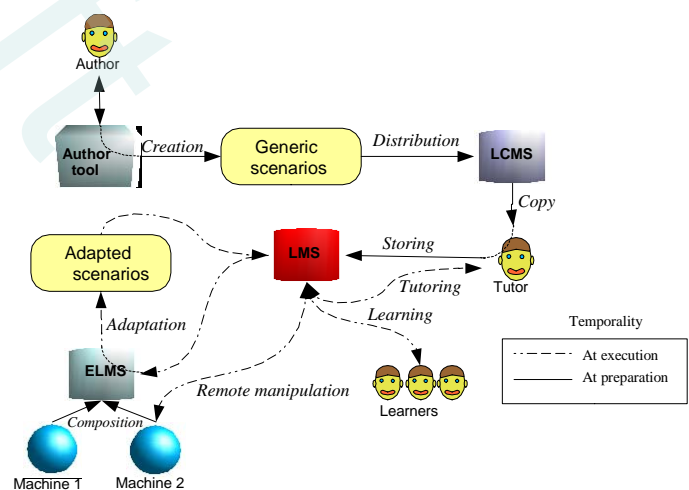 Author
Author
tool
Creation
Generic
scenarios
Distribution
LCMS
Copy
Adapted
scenarios
LMS
Storing
Tutoring
Tutor
Learning
Adaptation
Temporality
At execution
At preparation
ELMS
Remote manipulation
Learners
Composition
Machine 1
Machine 2